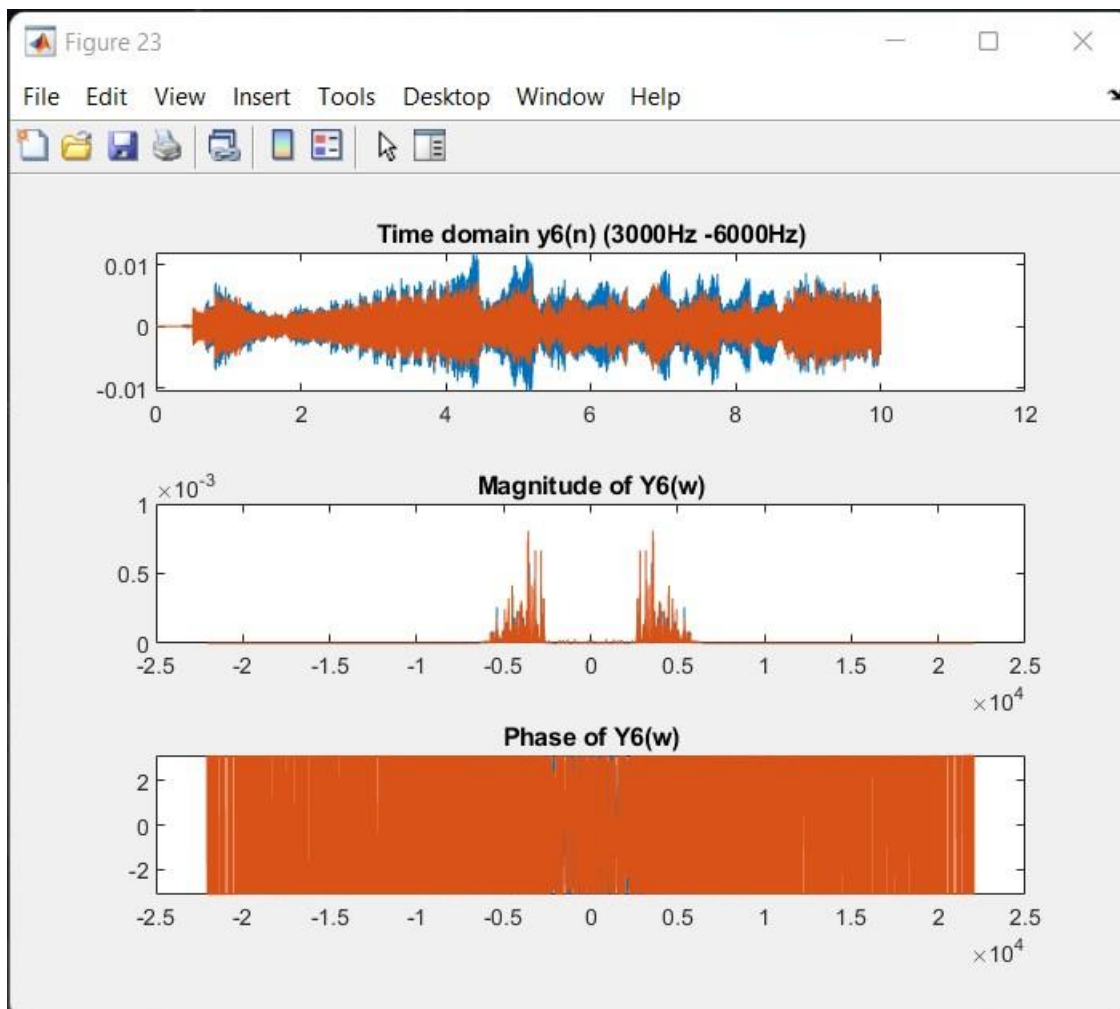 Figure 23
File Edit View Insert Tools Desktop Window Help
Time domain y6(n) (3000Hz -6000Hz)
0.01
0
-0.01
0 2 4 6 8 10 12
×10⁻³
Magnitude of Y6(w)
1
0.5
0
-2.5 -2 -1.5 -1 -0.5 0 0.5 1 1.5 2 2.5
×10⁴
Phase of Y6(w)
2
0
-2
-2.5 -2 -1.5 -1 -0.5 0 0.5 1 1.5 2 2.5
×10⁴